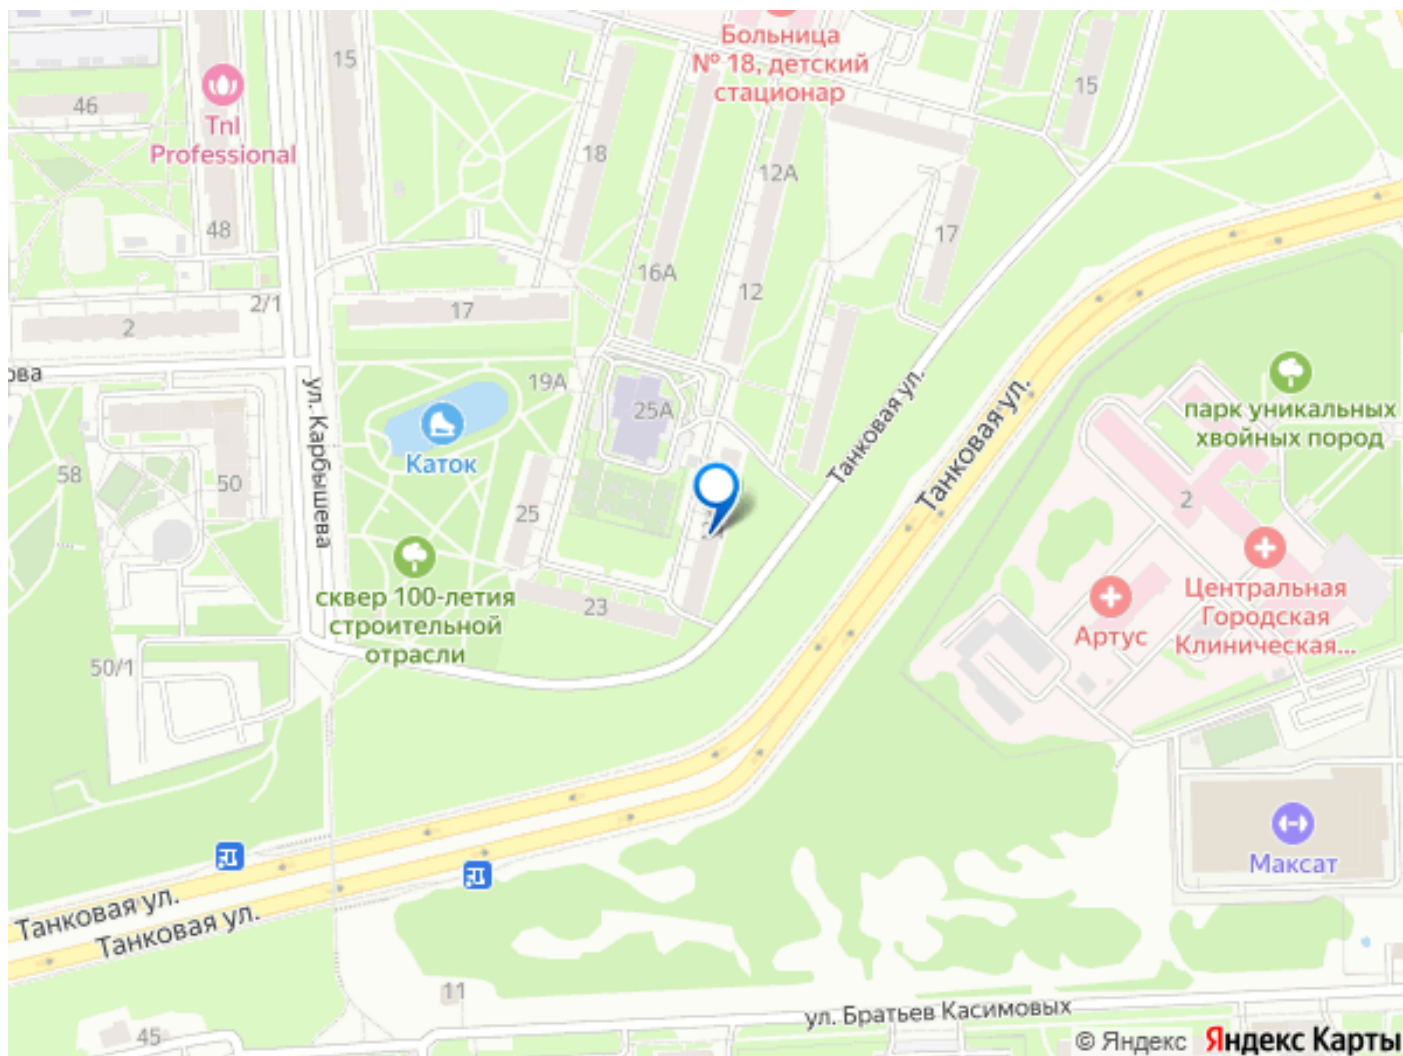 Больница
№ 18, детский
стационар
15
15
46
Tnl
Professional
18
12А
48
17
16А
12
2/1
17
2
ова
19А
25А
ул. Карбышева
Каток
Танковая ул.
Танковая ул.
парк уникальных
хвойных пород
58
50
25
2
сквер 100-летия
строительной
отрасли
23
Артус
Центральная
Городская
Клиническая...
50/1
Максат
Танковая ул.
Танковая ул.
11
45
ул. Братьев Касимовых
© Яндекс
Яндекс Карты